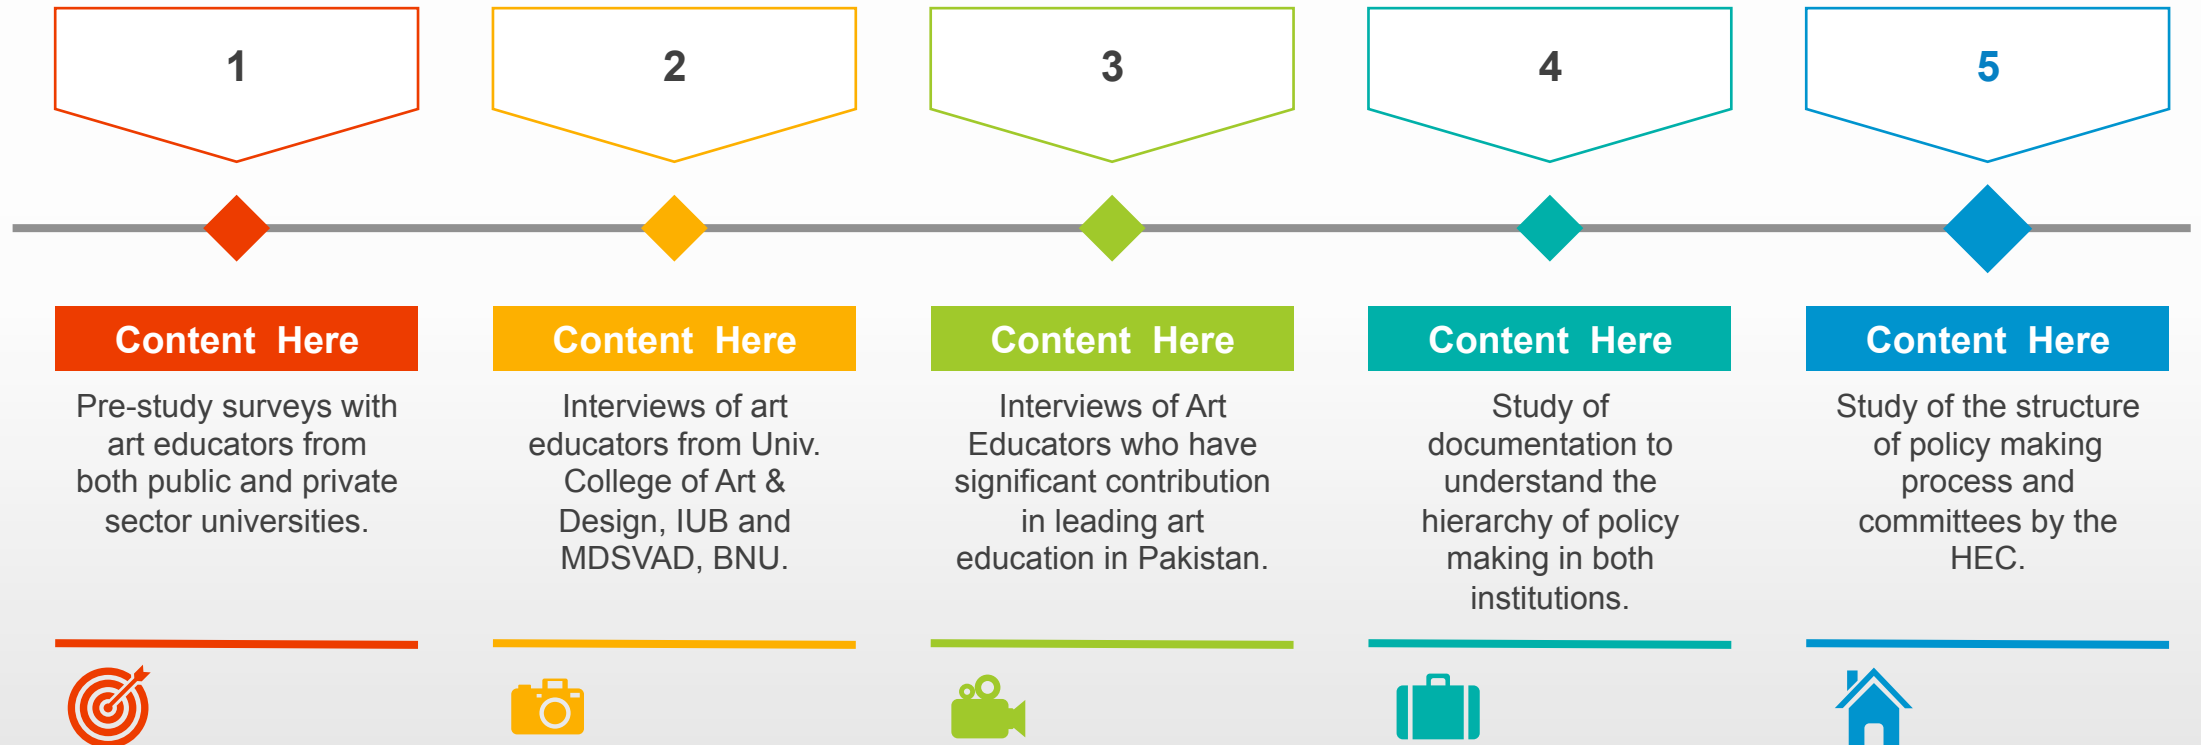 1
2
3
4
5
Content Here
Pre-study surveys with
art educators from
both public and private
sector universities.
Content Here
Interviews of art
educators from Univ.
College of Art &
Design, IUB and
MDSVAD, BNU.
Content Here
Interviews of Art
Educators who have
significant contribution
in leading art
education in Pakistan.
Content Here
Study of
documentation to
understand the
hierarchy of policy
making in both
institutions.
Content Here
Study of the structure
of policy making
process and
committees by the
HEC.